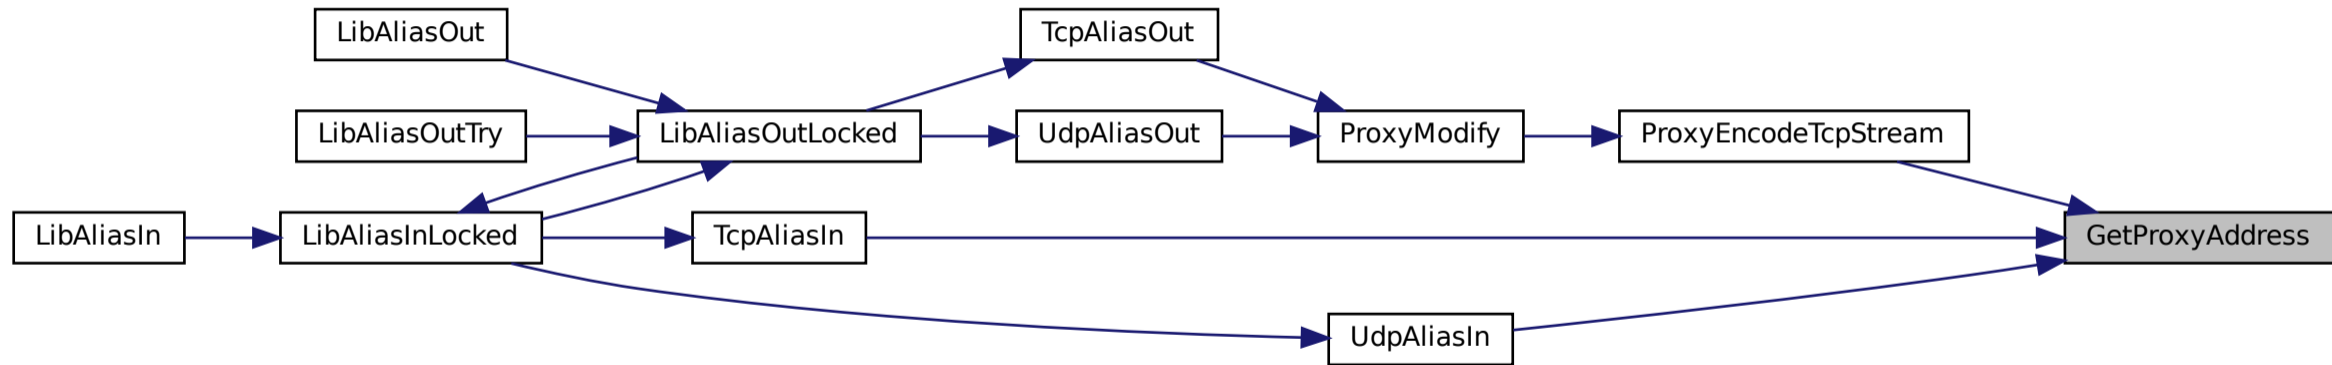 LibAliasOut
TcpAliasOut
LibAliasOutTry
LibAliasOutLocked
UdpAliasOut
ProxyModify
ProxyEncodeTcpStream
LibAliasIn
LibAliasInLocked
TcpAliasIn
GetProxyAddress
UdpAliasIn